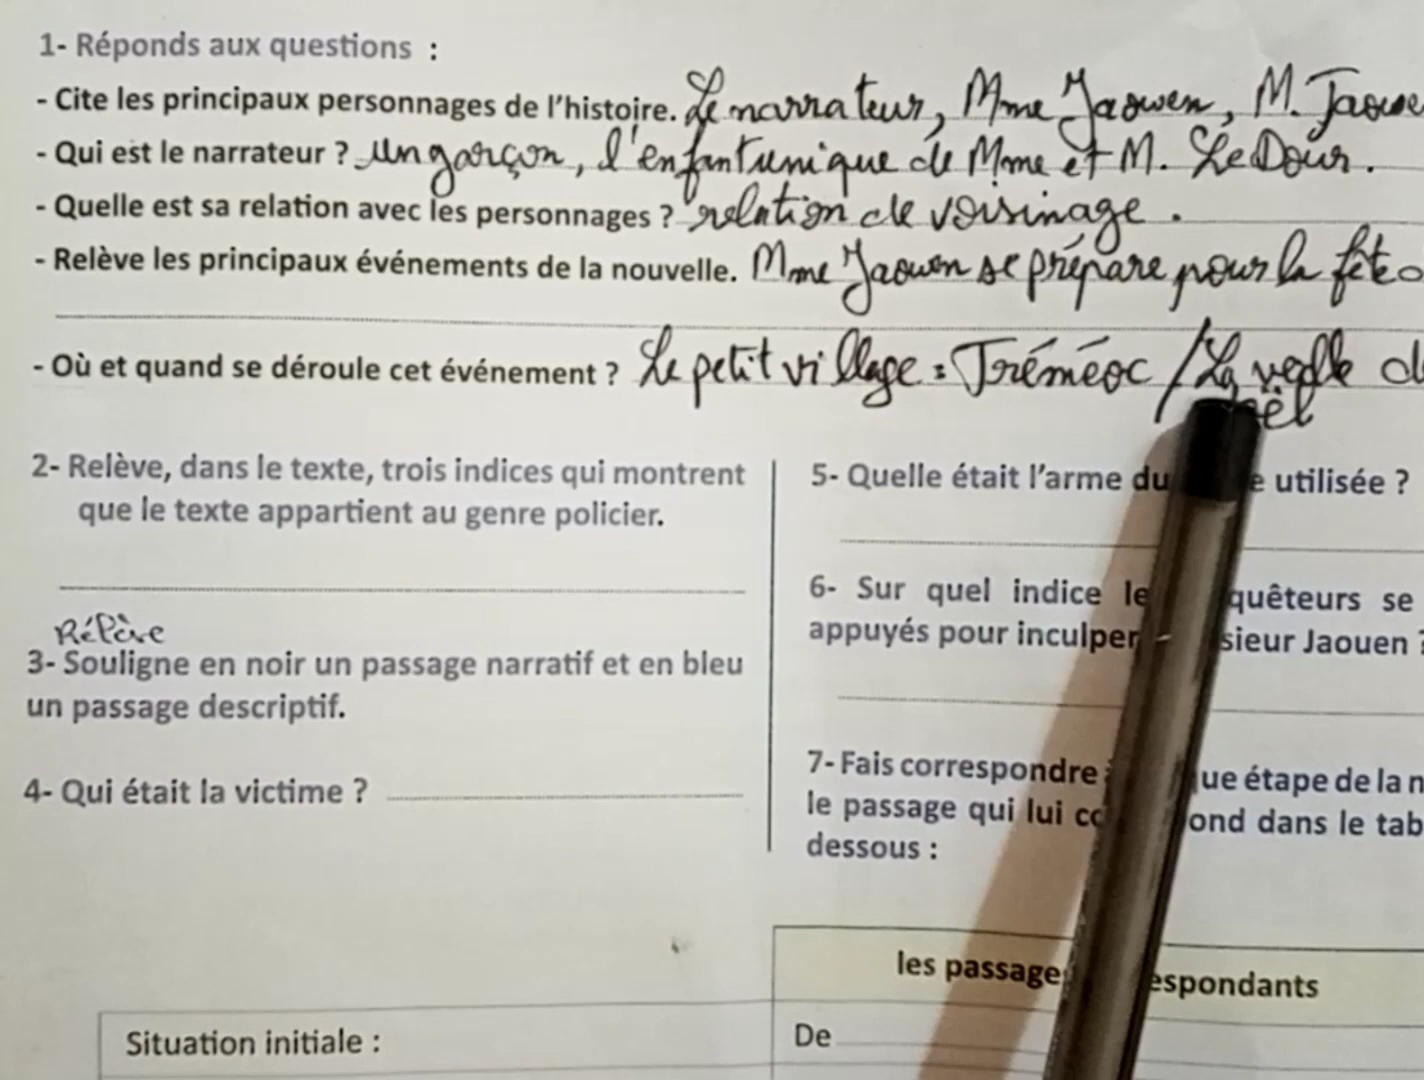 1- Réponds aux questions :
- Cite les principaux personnages de l'histoire. Le narrateur, Mme Jaouen, M. Jaoue
- Qui est le narrateur ? Un garçon, l'enfant unique de Mme et M. Le Dour.
- Quelle est sa relation avec les personnages ? relation de voisinage.
- Relève les principaux événements de la nouvelle. Mme Jaouen se prépare pour la fête
- Où et quand se déroule cet événement ? Le petit village : Tréméoc / La veille d
2- Relève, dans le texte, trois indices qui montrent
que le texte appartient au genre policier.
Rélève
3- Souligne en noir un passage narratif et en bleu
un passage descriptif.
4- Qui était la victime ?
5- Quelle était l'arme du e utilisée ?
6- Sur quel indice le quêteurs se
appuyés pour inculper sieur Jaouen ?
7- Fais correspondre ue étape de la n
le passage qui lui co ond dans le tab
dessous :
les passage espondants
Situation initiale :
De